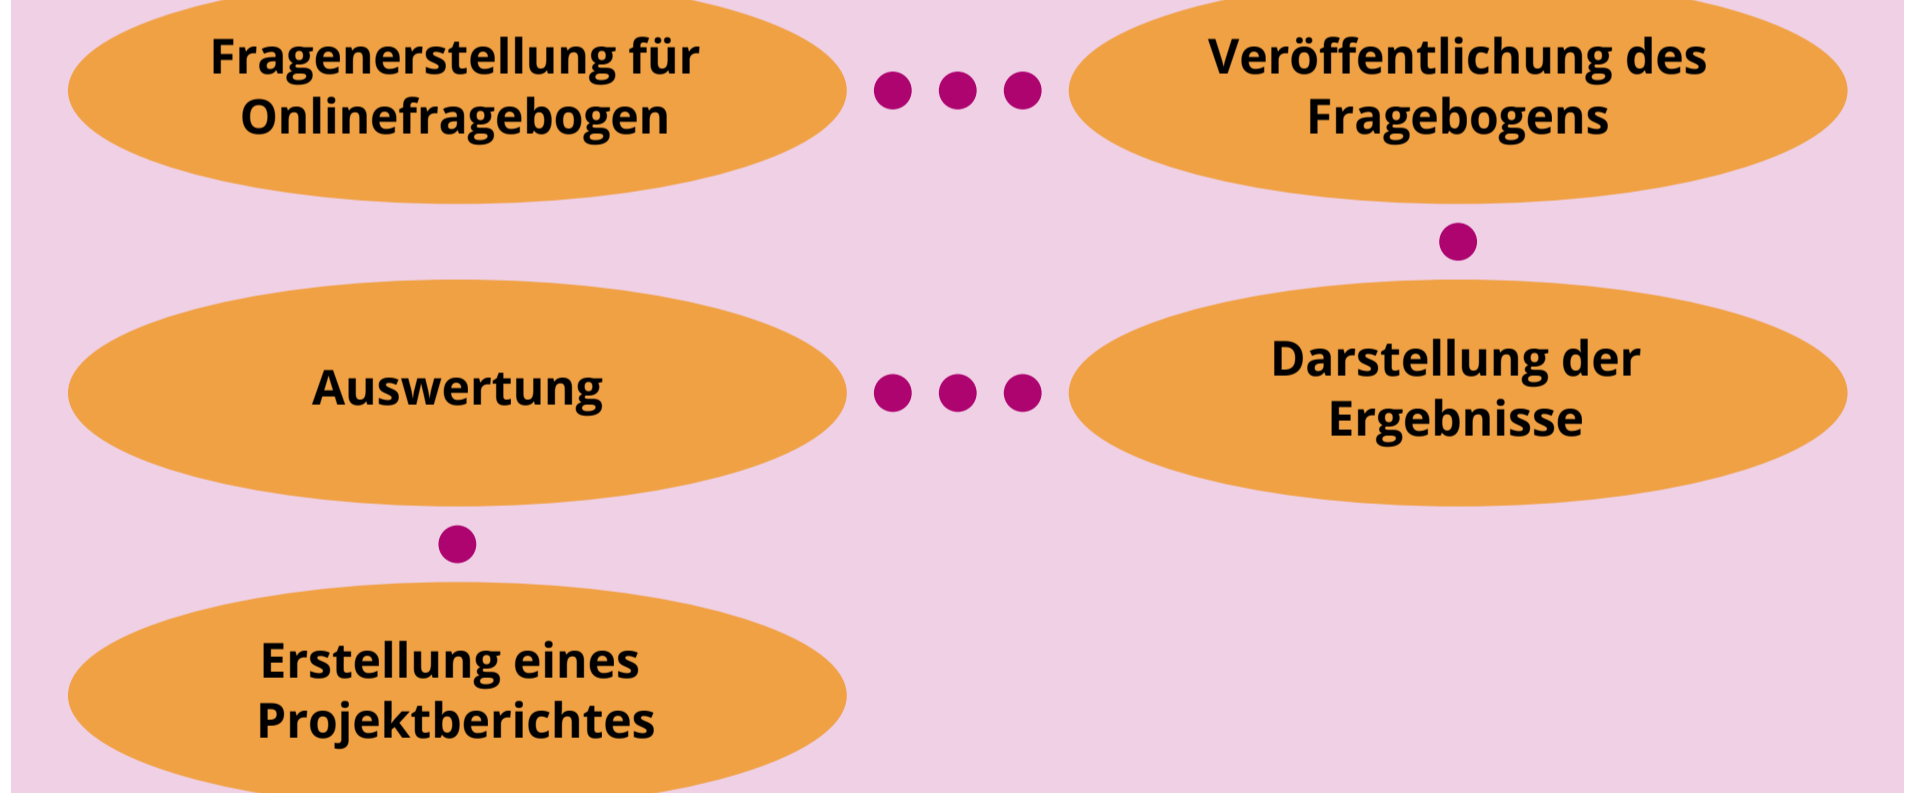 Fragenerstellung für
Onlinefragebogen
Veröffentlichung des
Fragebogens
Auswertung
Darstellung der
Ergebnisse
Erstellung eines
Projektberichtes